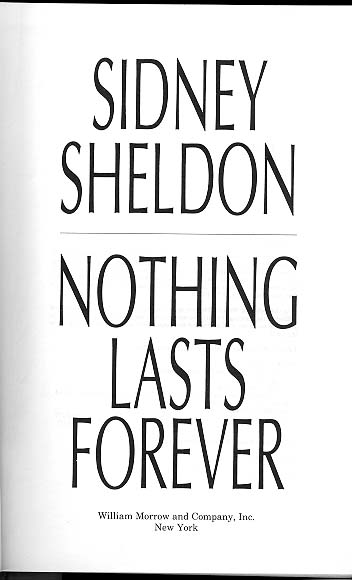 SIDNEY
SHELDON
NOTHING
LASTS
FOREVER
William Morrow and Company, Inc.
New York